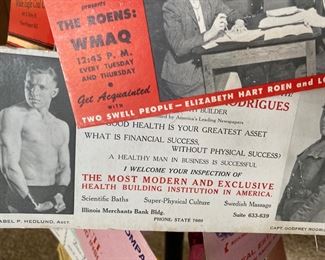 presents
THE ROENS:
WMAQ
12:45 P. M.
EVERY TUESDAY
AND THURSDAY
Get Acquainted
WITH
TWO SWELL PEOPLE — ELIZABETH HART ROEN and L
RODRIGUES
BUILDER
by America's Leading Newspapers
GOOD HEALTH IS YOUR GREATEST ASSET
WHAT IS FINANCIAL SUCCESS,
WITHOUT PHYSICAL SUCCESS?
A HEALTHY MAN IN BUSINESS IS SUCCESSFUL
I WELCOME YOUR INSPECTION OF
THE MOST MODERN AND EXCLUSIVE
HEALTH BUILDING INSTITUTION IN AMERICA.
Scientific Baths Super-Physical Culture Swedish Massage
Illinois Merchants Bank Bldg. Suite 633-639
PHONE STATE 7669
ABEL P. HEDLUND,
CAPT. GODFREY RODR